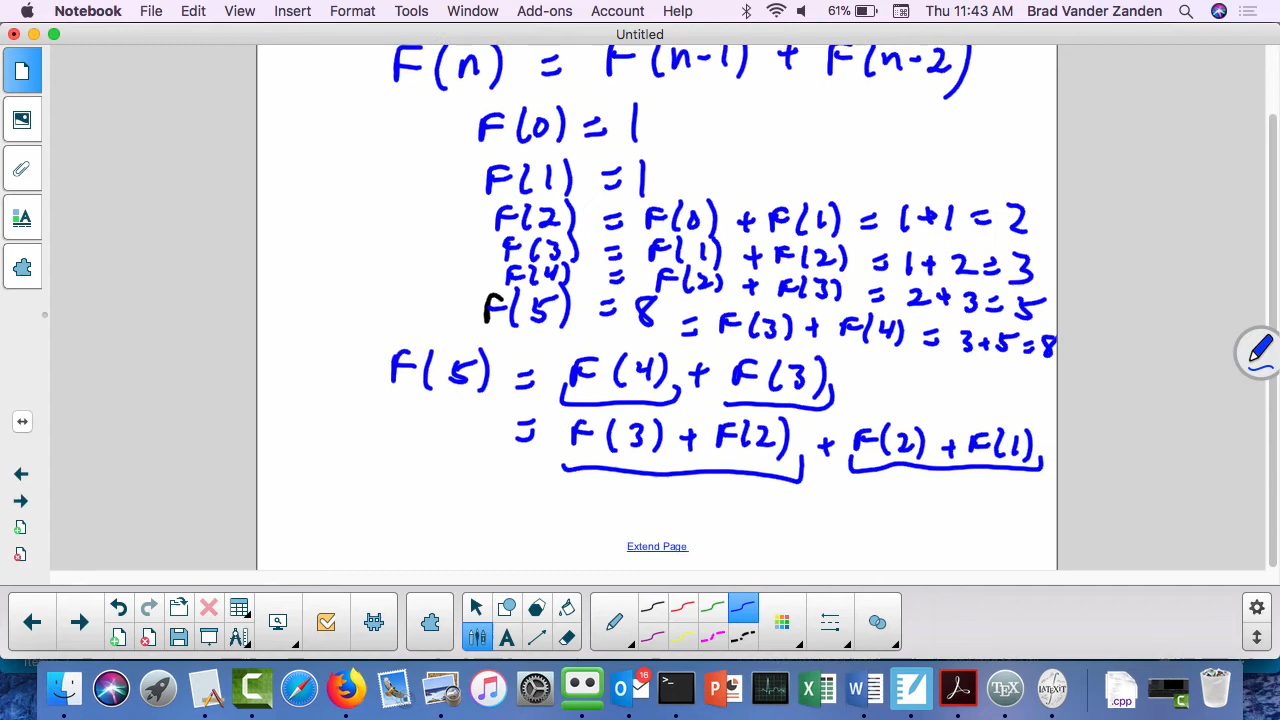 Notebook File Edit View Insert Format Tools Window Add-ons Account Help 61% Thu 11:43 AM Brad Vander Zanden
Untitled
F(n) = F(n-1) + F(n-2)
F(0) = 1
F(1) = 1
F(2) = F(0) + F(1) = 1+1 = 2
F(3) = F(1) + F(2) = 1+2=3
F(4) = F(2) + F(3) = 2+3=5
F(5) = 8 = F(3) + F(4) = 3+5=8
F(5) = F(4) + F(3)
= F(3) + F(2) + F(2) + F(1)
Extend Page
16
.cpp